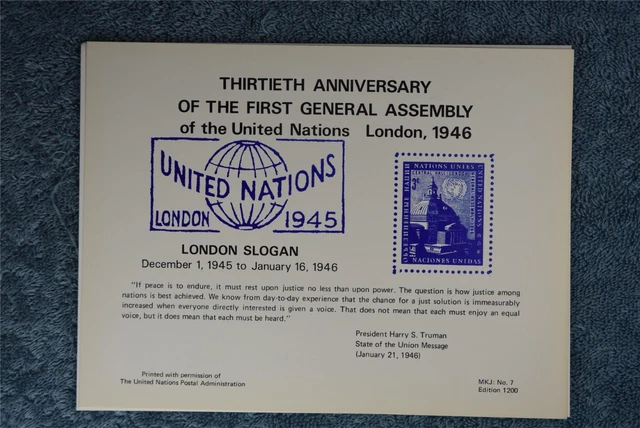 THIRTIETH ANNIVERSARY
OF THE FIRST GENERAL ASSEMBLY
of the United Nations London, 1946
UNITED NATIONS
LONDON 1945
NATIONS UNIES
UNITED NATIONS
ОБЪЕДИНЕННЫЕ НАЦИИ
3c
NACIONES UNIDAS
LONDON SLOGAN
December 1, 1945 to January 16, 1946
"If peace is to endure, it must rest upon justice no less than upon power. The question is how justice among
nations is best achieved. We know from day-to-day experience that the chance for a just solution is immeasurably
increased when everyone directly interested is given a voice. That does not mean that each must enjoy an equal
voice, but it does mean that each must be heard."
President Harry S. Truman
State of the Union Message
(January 21, 1946)
Printed with permission of
The United Nations Postal Administration
MKJ: No. 7
Edition 1200